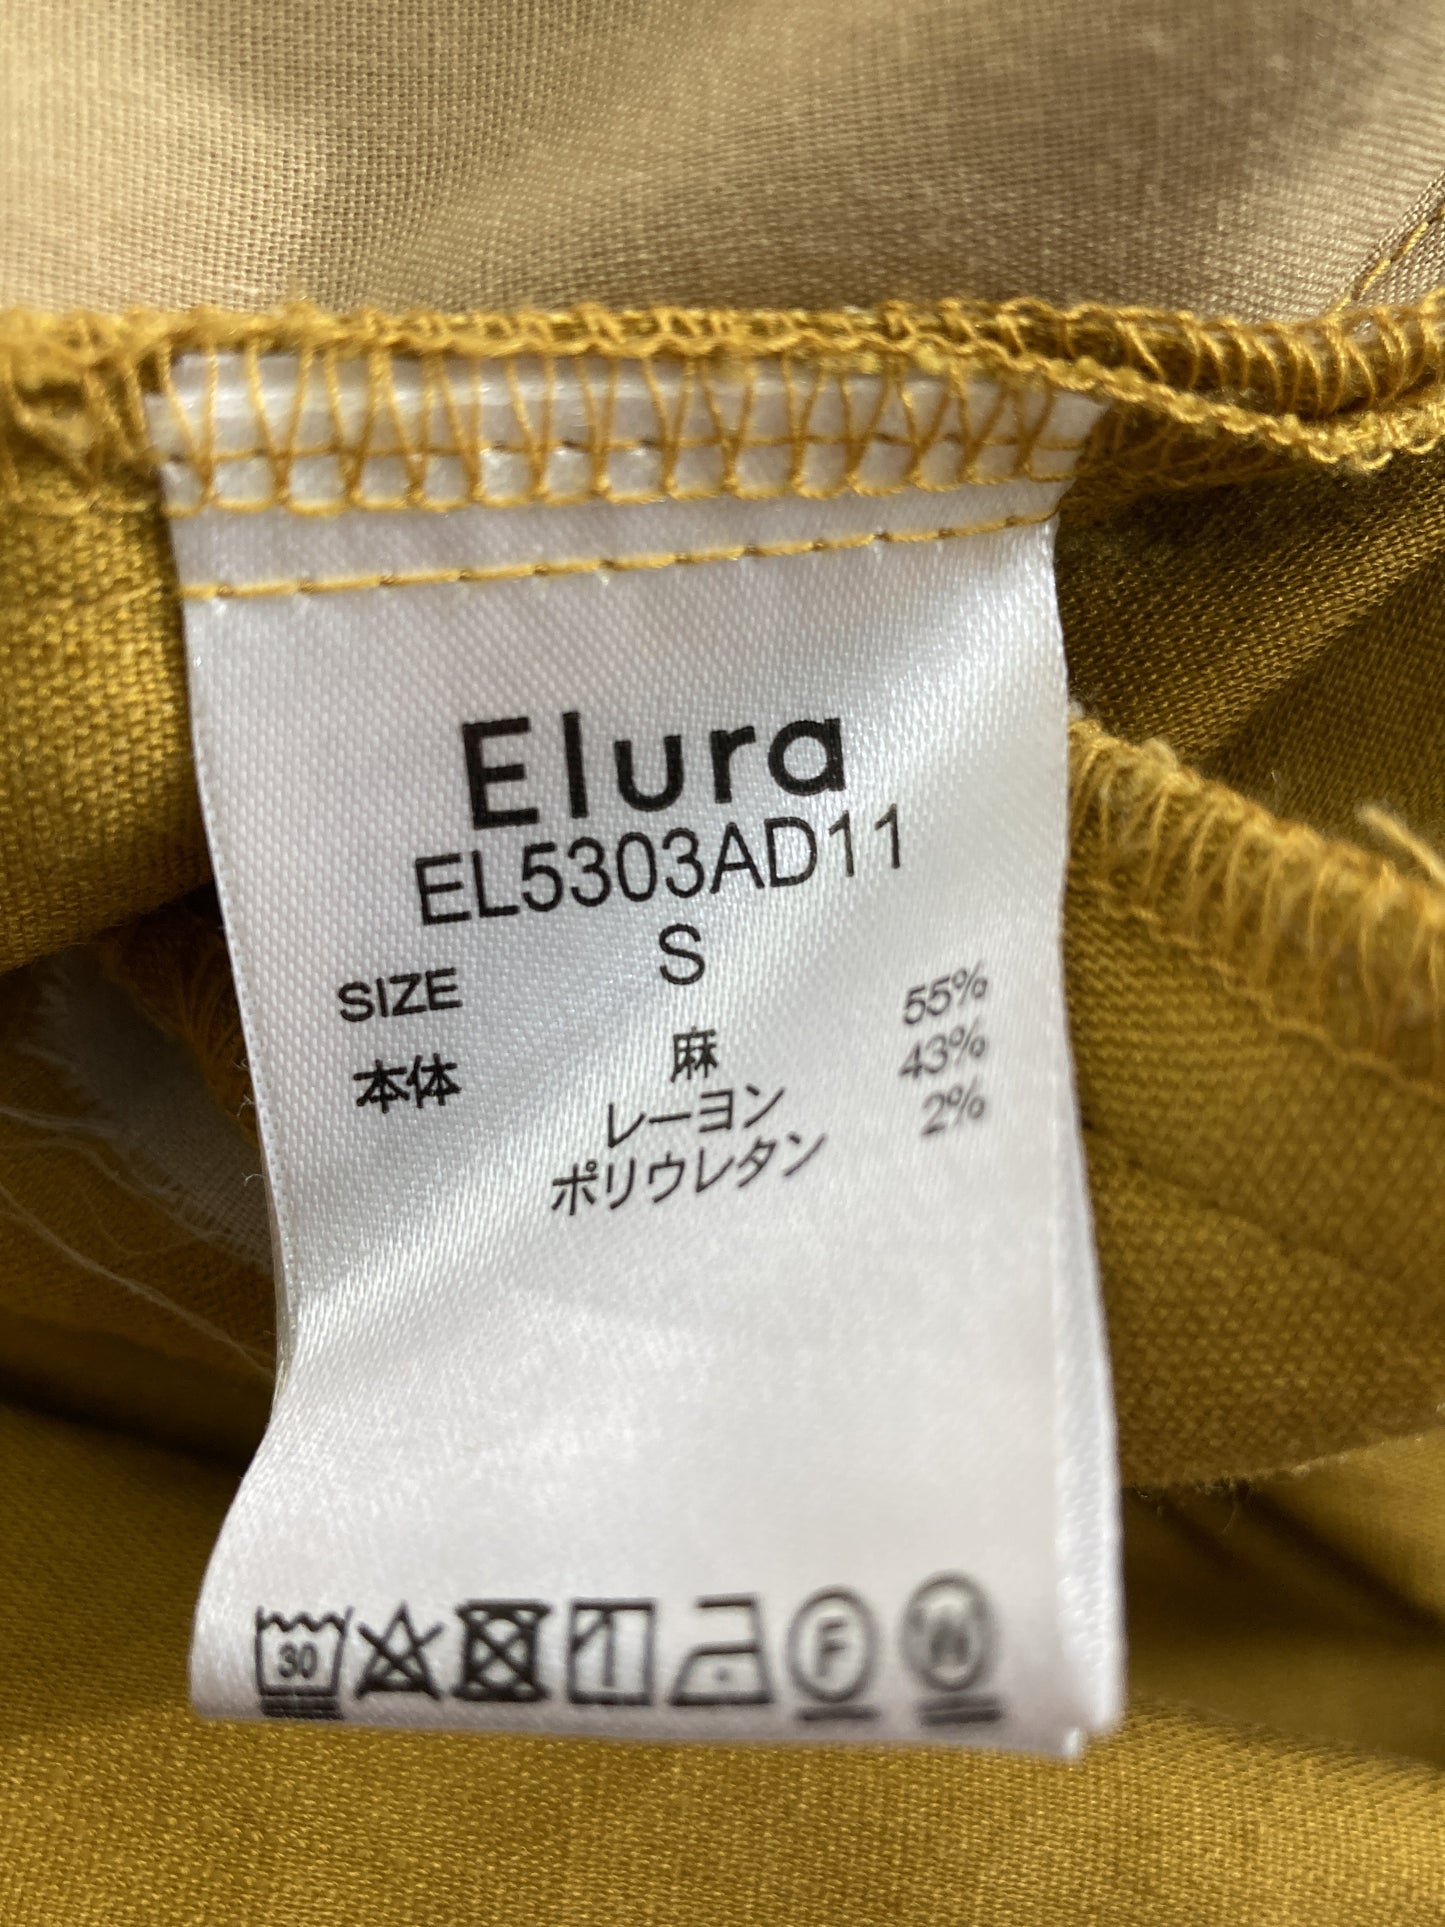 Elura
EL5303AD11
SIZE S
本体 麻 55%
レーヨン 43%
ポリウレタン 2%
30 F W